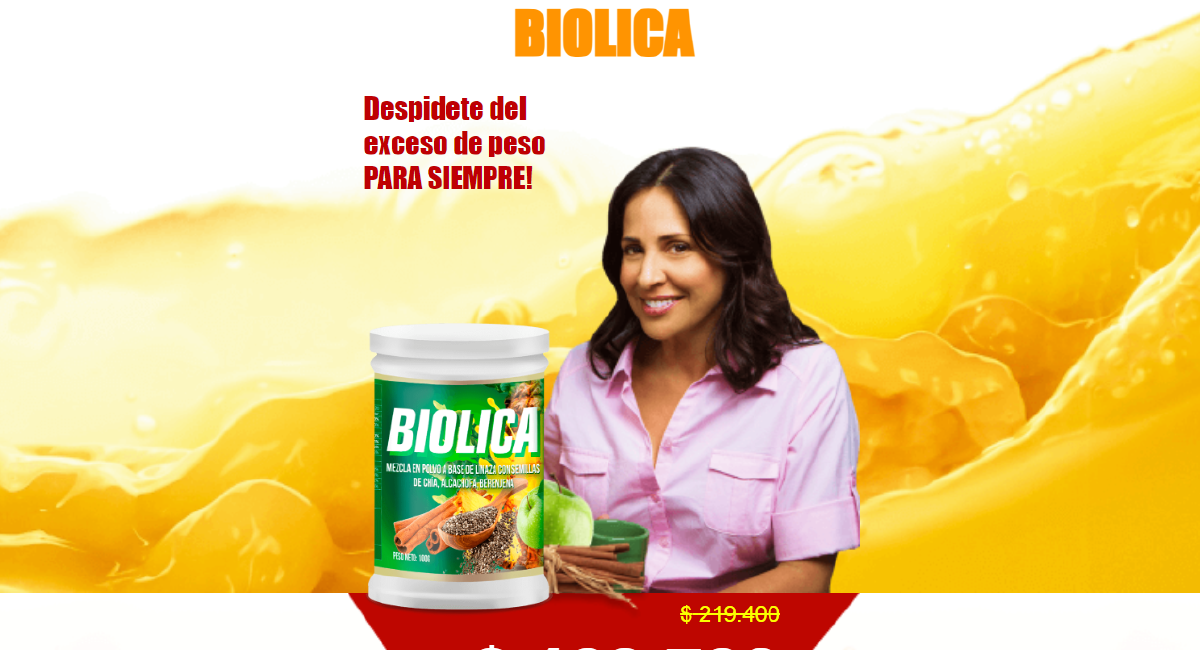 BIOLICA
Despidete del
exceso de peso
PARA SIEMPRE!
BIOLICA
MEZCLA EN POLVO A BASE DE LINAZA CON SEMILLAS
DE CHÍA, ALCACHOFA, BERENJENA
PESO NETO: 100G
$ 219.400